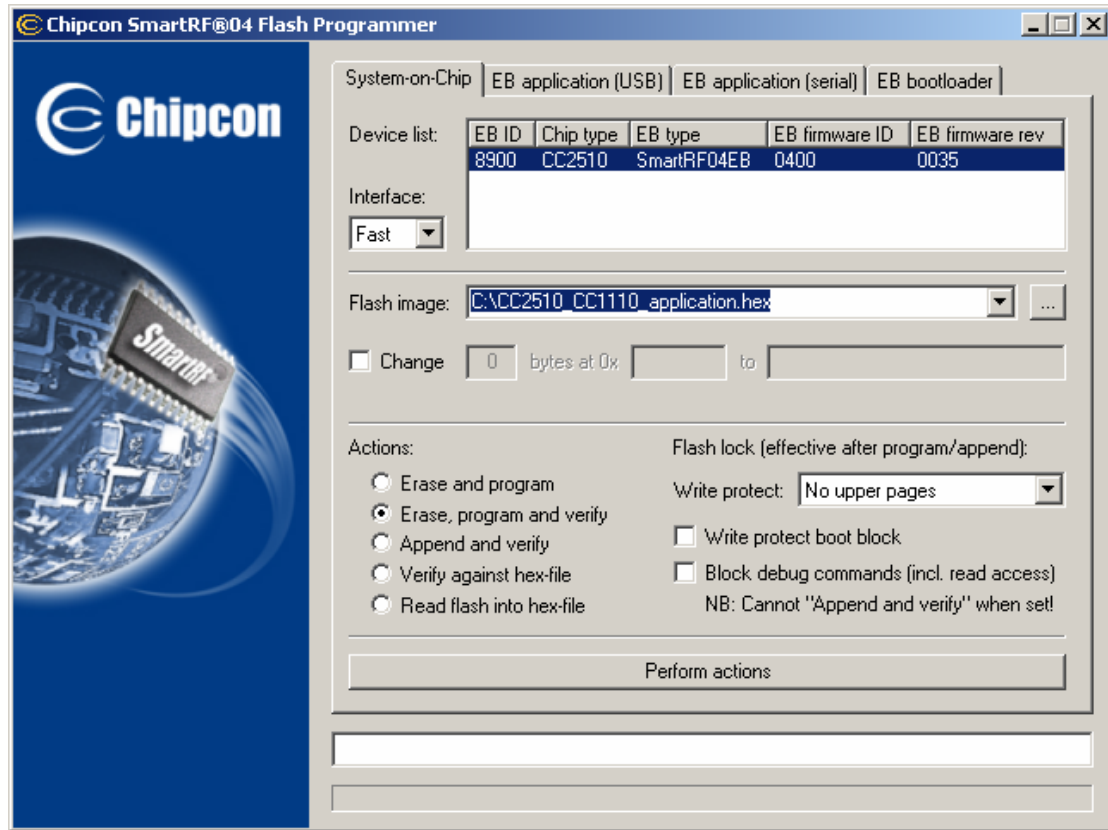 Chipcon SmartRF®04 Flash Programmer
Chipcon
SmartRF
System-on-Chip EB application (USB) EB application (serial) EB bootloader
Device list:
EB ID Chip type EB type EB firmware ID EB firmware rev
8900 CC2510 SmartRF04EB 0400 0035
Interface:
Fast
Flash image: C:\CC2510_CC1110_application.hex ...
Change 0 bytes at 0x to
Actions:
Erase and program
Erase, program and verify
Append and verify
Verify against hex-file
Read flash into hex-file
Flash lock (effective after program/append):
Write protect: No upper pages
Write protect boot block
Block debug commands (incl. read access)
NB: Cannot "Append and verify" when set!
Perform actions